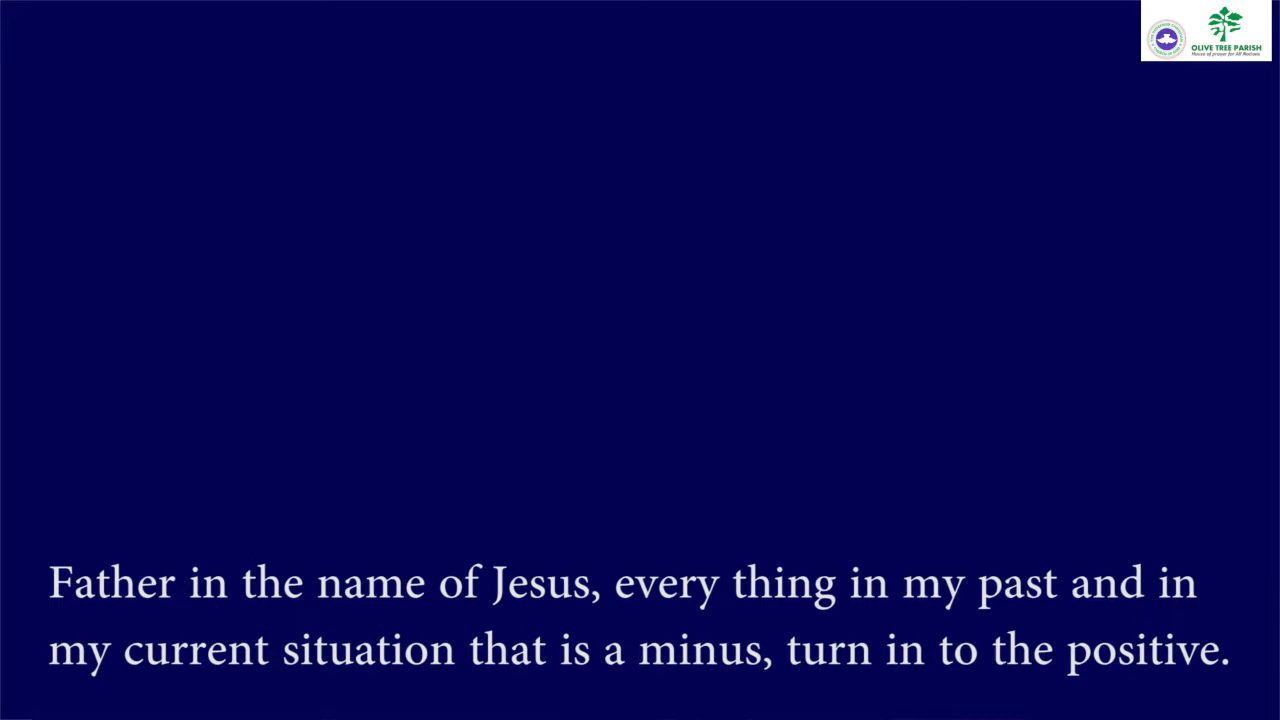 OLIVE TREE PARISH
House of prayer for All Nations
Father in the name of Jesus, every thing in my past and in
my current situation that is a minus, turn in to the positive.